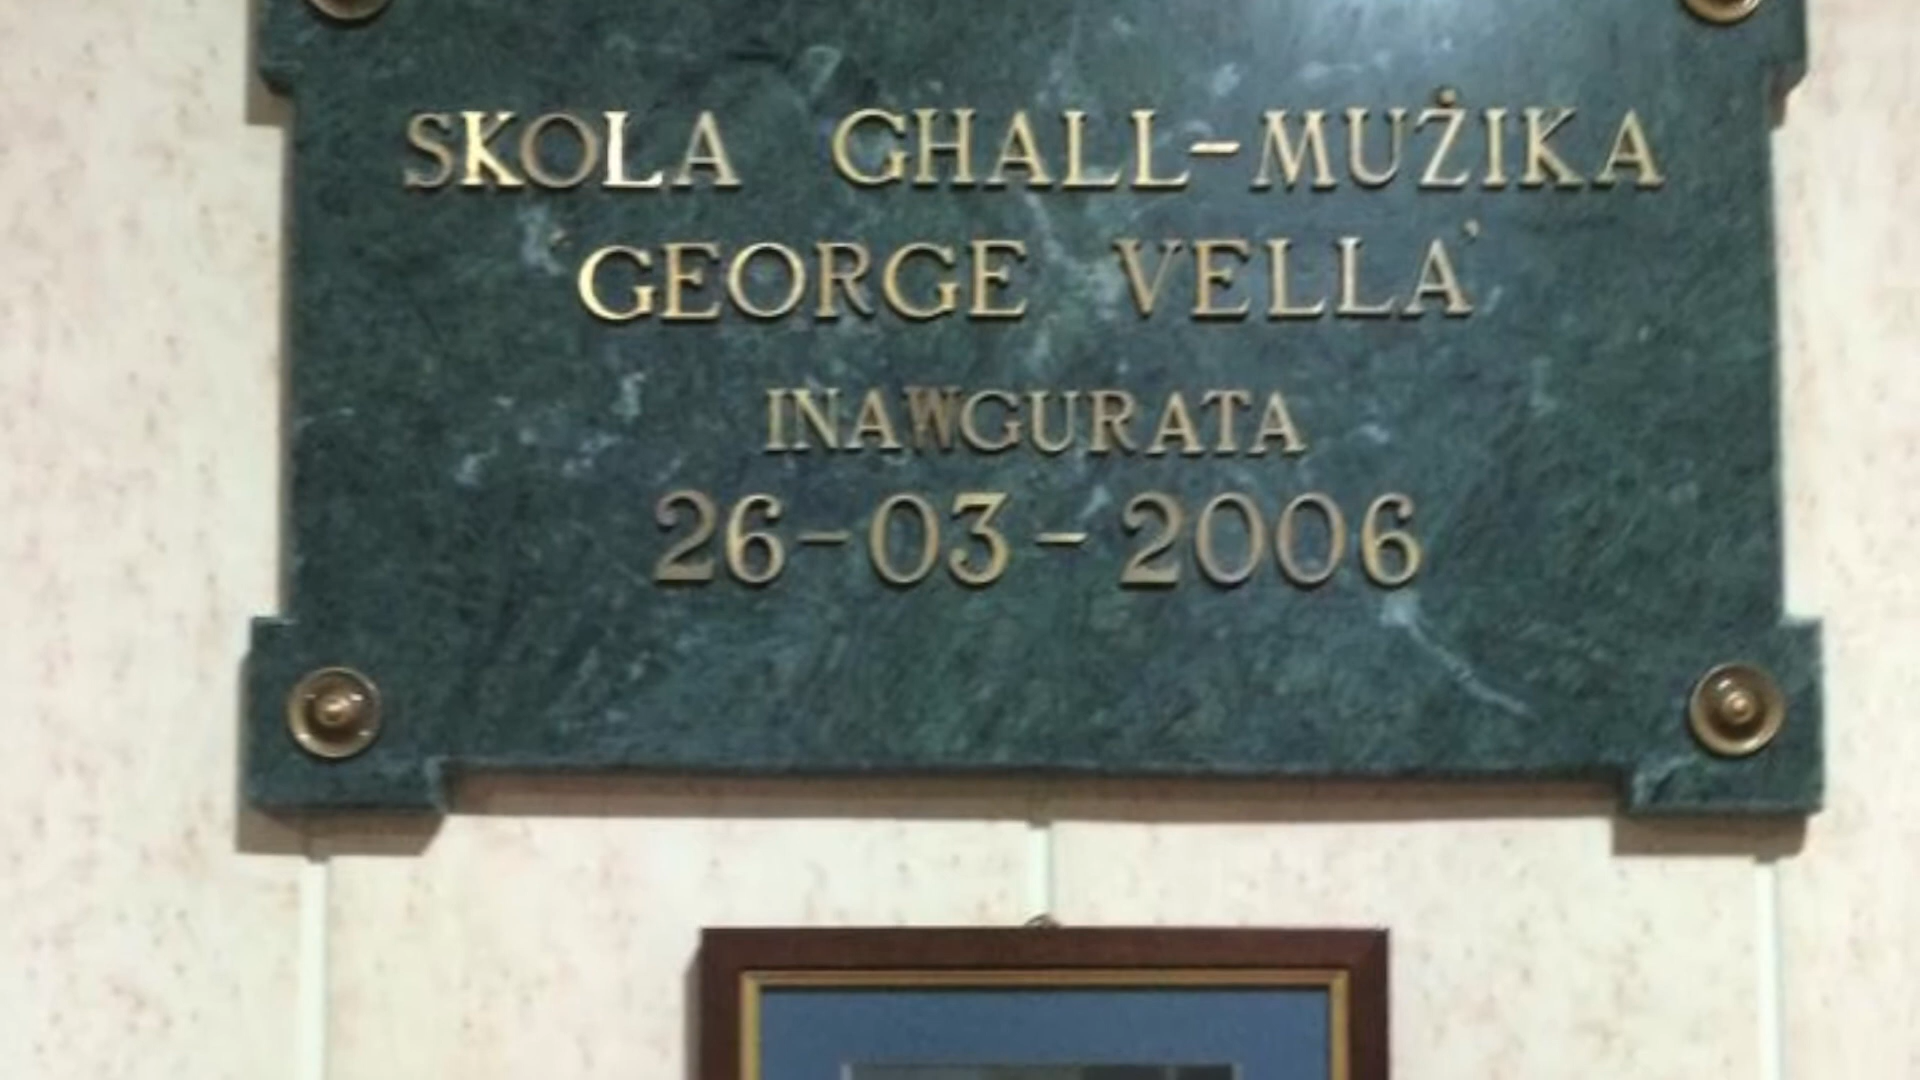 SKOLA GHALL-MUŻIKA
'GEORGE VELLA'
INAWGURATA
26-03-2006